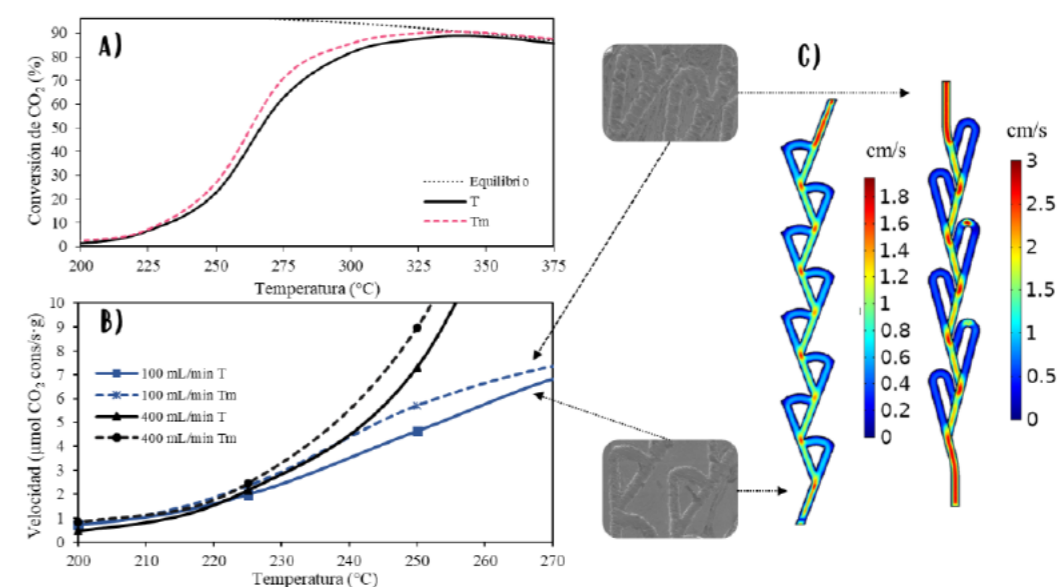 A)
Conversión de CO₂ (%)
90
80
70
60
50
40
30
20
10
0
Equilibrio
T
Tm
200 225 250 275 300 325 350 375
Temperatura (°C)
B)
Velocidad (µmol CO₂ cons/s·g)
10
9
8
7
6
5
4
3
2
1
0
100 mL/min T
100 mL/min Tm
400 mL/min T
400 mL/min Tm
200 210 220 230 240 250 260 270
Temperatura (°C)
C)
cm/s
1.8
1.6
1.4
1.2
1
0.8
0.6
0.4
0.2
0
cm/s
3
2.5
2
1.5
1
0.5
0